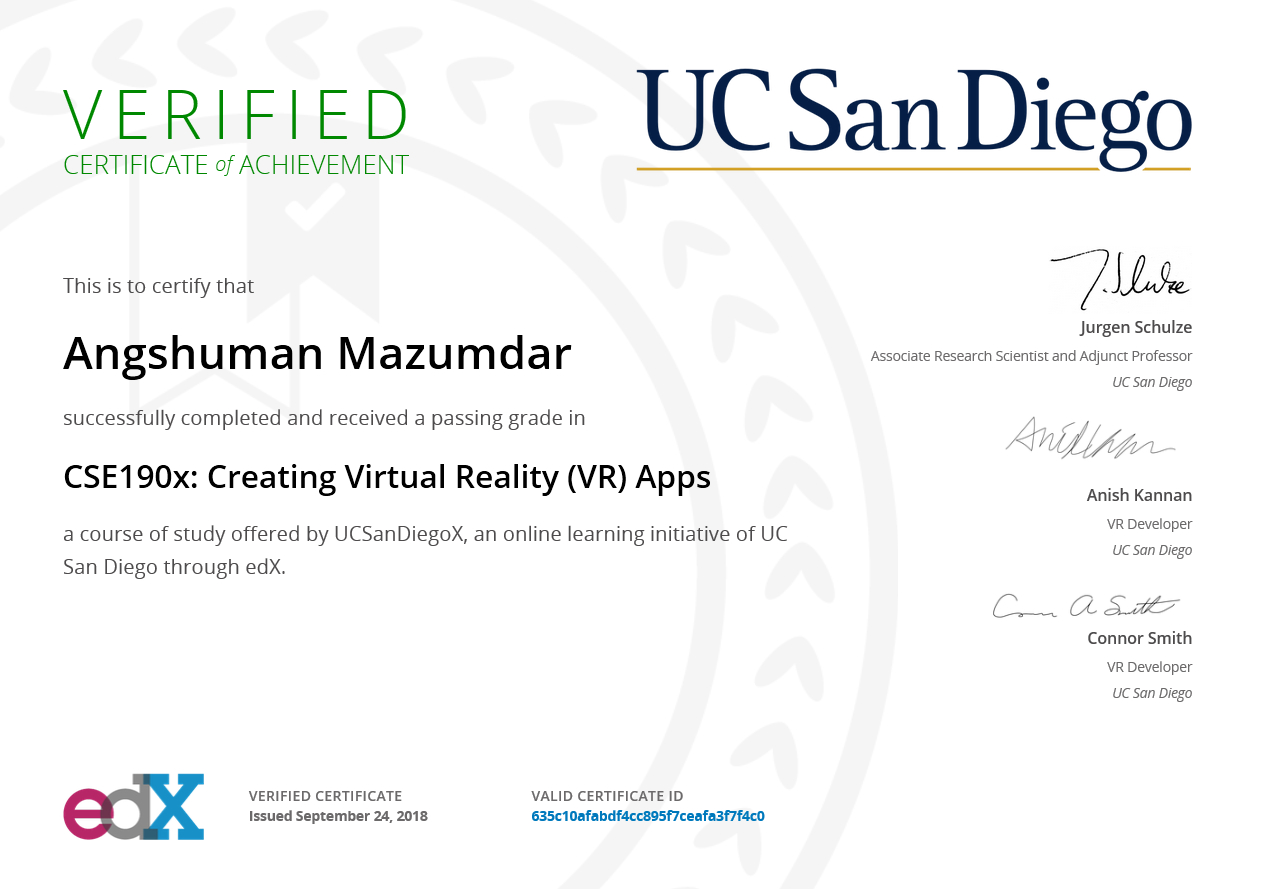 VERIFIED
CERTIFICATE of ACHIEVEMENT
UC San Diego
This is to certify that
Angshuman Mazumdar
successfully completed and received a passing grade in
CSE190x: Creating Virtual Reality (VR) Apps
a course of study offered by UCSanDiegoX, an online learning initiative of UC
San Diego through edX.
J. Schulze
Jurgen Schulze
Associate Research Scientist and Adjunct Professor
UC San Diego
Anish Kannan
VR Developer
UC San Diego
Connor A Smith
Connor Smith
VR Developer
UC San Diego
edX
VERIFIED CERTIFICATE
Issued September 24, 2018
VALID CERTIFICATE ID
635c10afabdf4cc895f7ceafa3f7f4c0